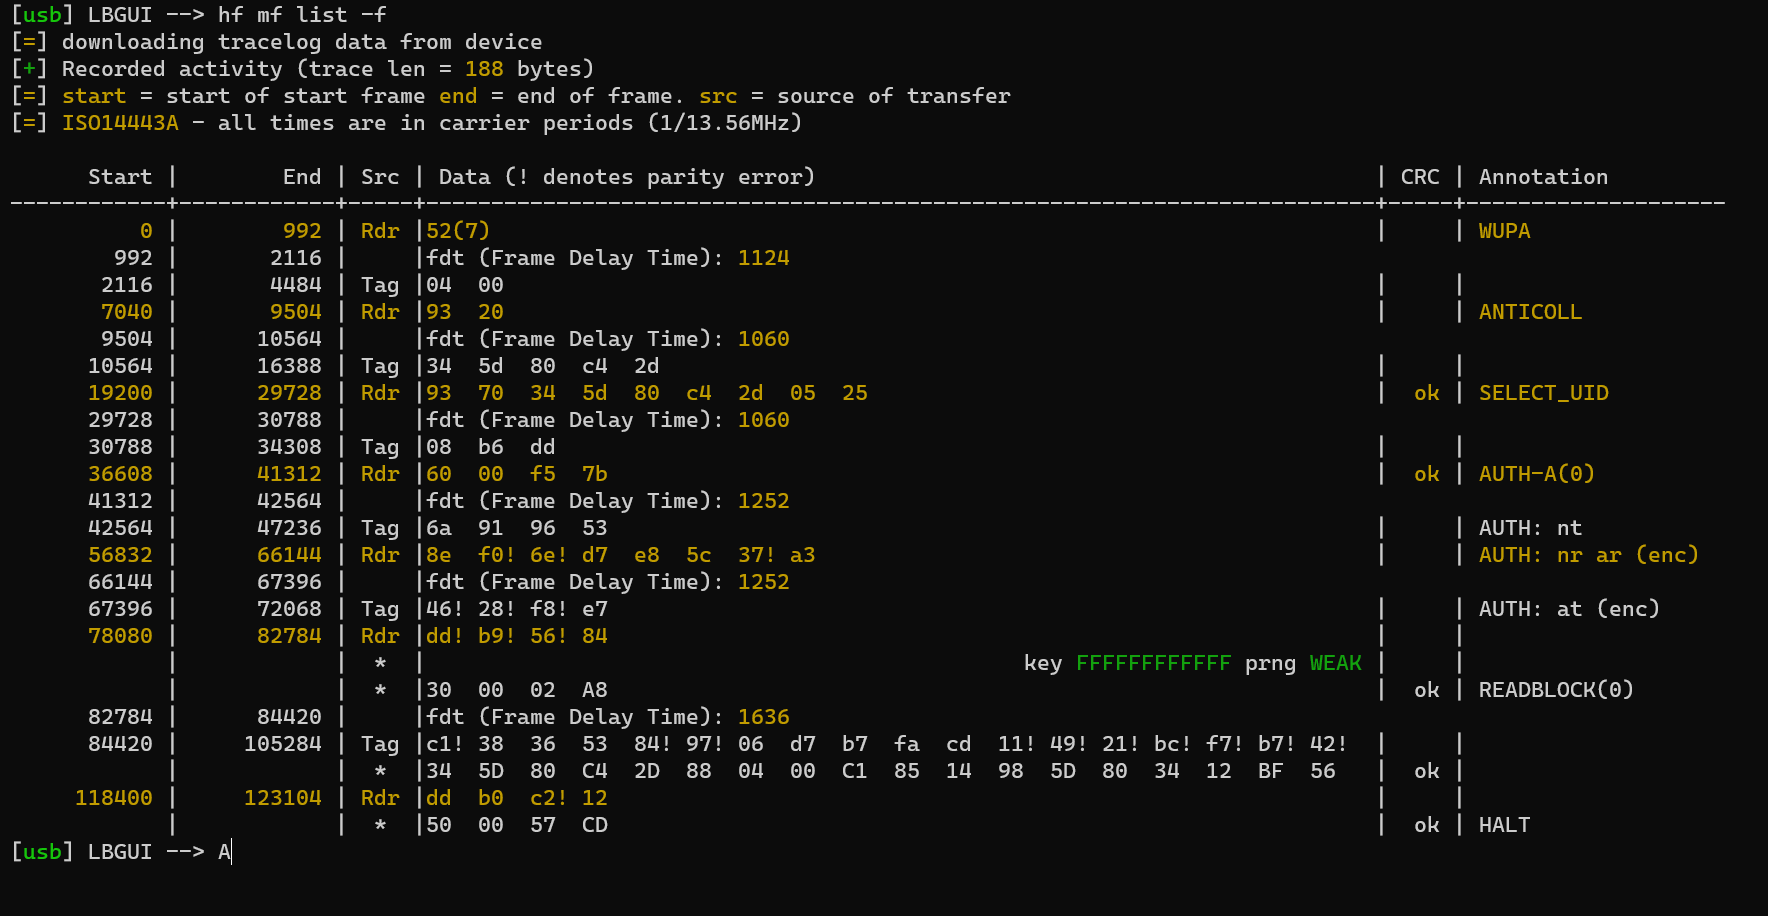 [usb] LBGUI --> hf mf list -f
[=] downloading tracelog data from device
[+] Recorded activity (trace len = 188 bytes)
[=] start = start of start frame end = end of frame. src = source of transfer
[=] ISO14443A - all times are in carrier periods (1/13.56MHz)
Start | End | Src | Data (! denotes parity error) | CRC | Annotation
------------+------------+-----+--------------------------------------------------------------------------+-----+--------------------
0 | 992 | Rdr |52(7) | | WUPA
992 | 2116 | |fdt (Frame Delay Time): 1124
2116 | 4484 | Tag |04 00 | |
7040 | 9504 | Rdr |93 20 | | ANTICOLL
9504 | 10564 | |fdt (Frame Delay Time): 1060
10564 | 16388 | Tag |34 5d 80 c4 2d | |
19200 | 29728 | Rdr |93 70 34 5d 80 c4 2d 05 25 | ok | SELECT_UID
29728 | 30788 | |fdt (Frame Delay Time): 1060
30788 | 34308 | Tag |08 b6 dd | |
36608 | 41312 | Rdr |60 00 f5 7b | ok | AUTH-A(0)
41312 | 42564 | |fdt (Frame Delay Time): 1252
42564 | 47236 | Tag |6a 91 96 53 | | AUTH: nt
56832 | 66144 | Rdr |8e f0! 6e! d7 e8 5c 37! a3 | | AUTH: nr ar (enc)
66144 | 67396 | |fdt (Frame Delay Time): 1252
67396 | 72068 | Tag |46! 28! f8! e7 | | AUTH: at (enc)
78080 | 82784 | Rdr |dd! b9! 56! 84 | |
| | * | key FFFFFFFFFFFF prng WEAK | |
| | * |30 00 02 A8 | ok | READBLOCK(0)
82784 | 84420 | |fdt (Frame Delay Time): 1636
84420 | 105284 | Tag |c1! 38 36 53 84! 97! 06 d7 b7 fa cd 11! 49! 21! bc! f7! b7! 42! | |
| | * |34 5D 80 C4 2D 88 04 00 C1 85 14 98 5D 80 34 12 BF 56 | ok |
118400 | 123104 | Rdr |dd b0 c2! 12 | |
| | * |50 00 57 CD | ok | HALT
[usb] LBGUI --> A